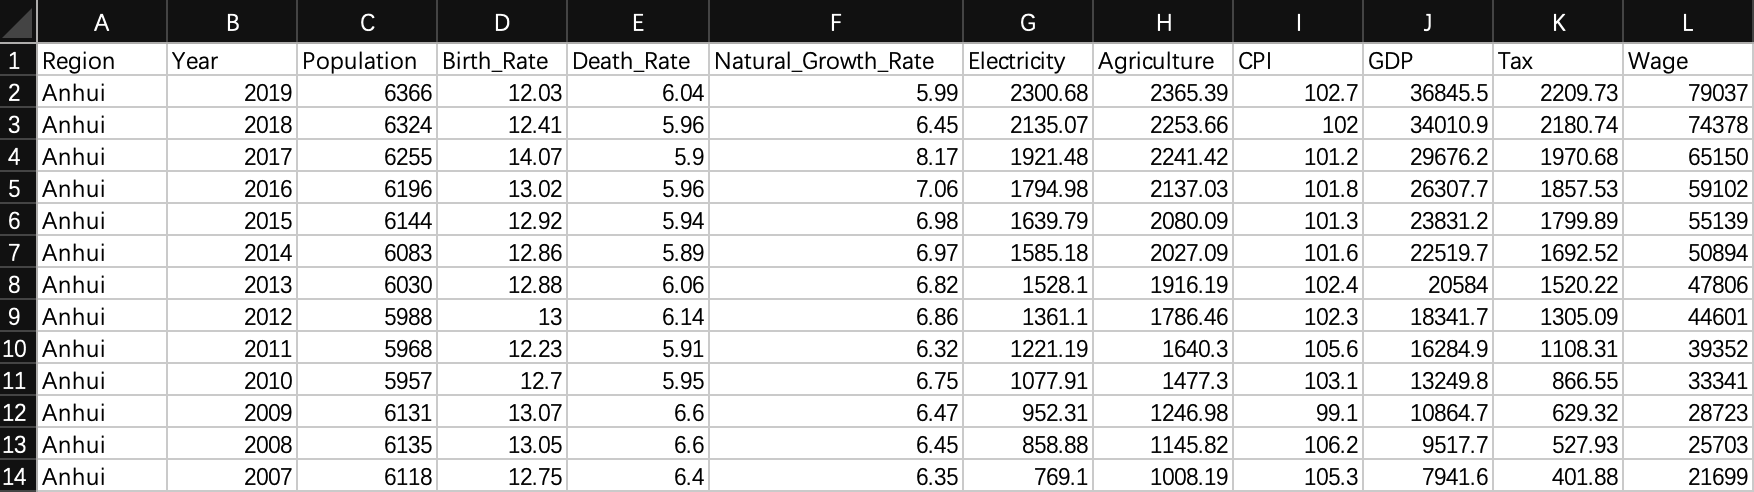 A B C D E F G H I J K L
1 Region Year Population Birth_Rate Death_Rate Natural_Growth_Rate Electricity Agriculture CPI GDP Tax Wage
2 Anhui 2019 6366 12.03 6.04 5.99 2300.68 2365.39 102.7 36845.5 2209.73 79037
3 Anhui 2018 6324 12.41 5.96 6.45 2135.07 2253.66 102 34010.9 2180.74 74378
4 Anhui 2017 6255 14.07 5.9 8.17 1921.48 2241.42 101.2 29676.2 1970.68 65150
5 Anhui 2016 6196 13.02 5.96 7.06 1794.98 2137.03 101.8 26307.7 1857.53 59102
6 Anhui 2015 6144 12.92 5.94 6.98 1639.79 2080.09 101.3 23831.2 1799.89 55139
7 Anhui 2014 6083 12.86 5.89 6.97 1585.18 2027.09 101.6 22519.7 1692.52 50894
8 Anhui 2013 6030 12.88 6.06 6.82 1528.1 1916.19 102.4 20584 1520.22 47806
9 Anhui 2012 5988 13 6.14 6.86 1361.1 1786.46 102.3 18341.7 1305.09 44601
10 Anhui 2011 5968 12.23 5.91 6.32 1221.19 1640.3 105.6 16284.9 1108.31 39352
11 Anhui 2010 5957 12.7 5.95 6.75 1077.91 1477.3 103.1 13249.8 866.55 33341
12 Anhui 2009 6131 13.07 6.6 6.47 952.31 1246.98 99.1 10864.7 629.32 28723
13 Anhui 2008 6135 13.05 6.6 6.45 858.88 1145.82 106.2 9517.7 527.93 25703
14 Anhui 2007 6118 12.75 6.4 6.35 769.1 1008.19 105.3 7941.6 401.88 21699